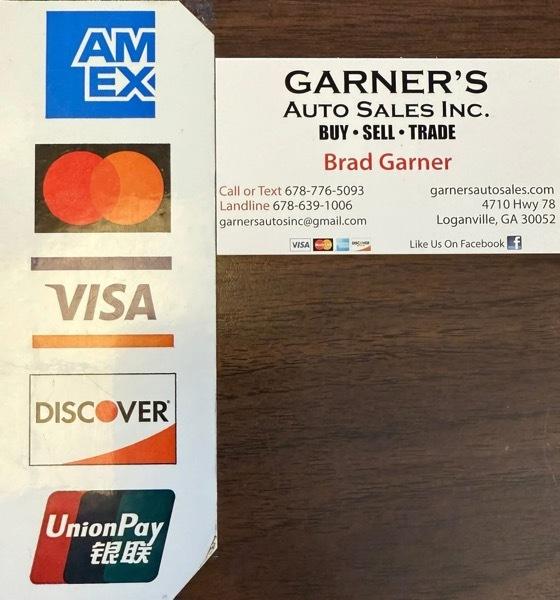 AM
EX
VISA
DISCOVER
UnionPay
银联
GARNER'S
AUTO SALES INC.
BUY • SELL • TRADE
Brad Garner
Call or Text 678-776-5093
Landline 678-639-1006
garnersautosinc@gmail.com
garnersautosales.com
4710 Hwy 78
Loganville, GA 30052
VISA
Like Us On Facebook f